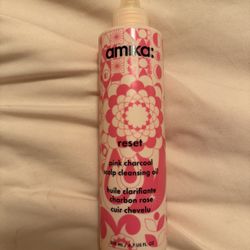 amika:
reset
pink charcoal
scalp cleansing oil
huile clarifiante
charbon rose
cuir chevelu